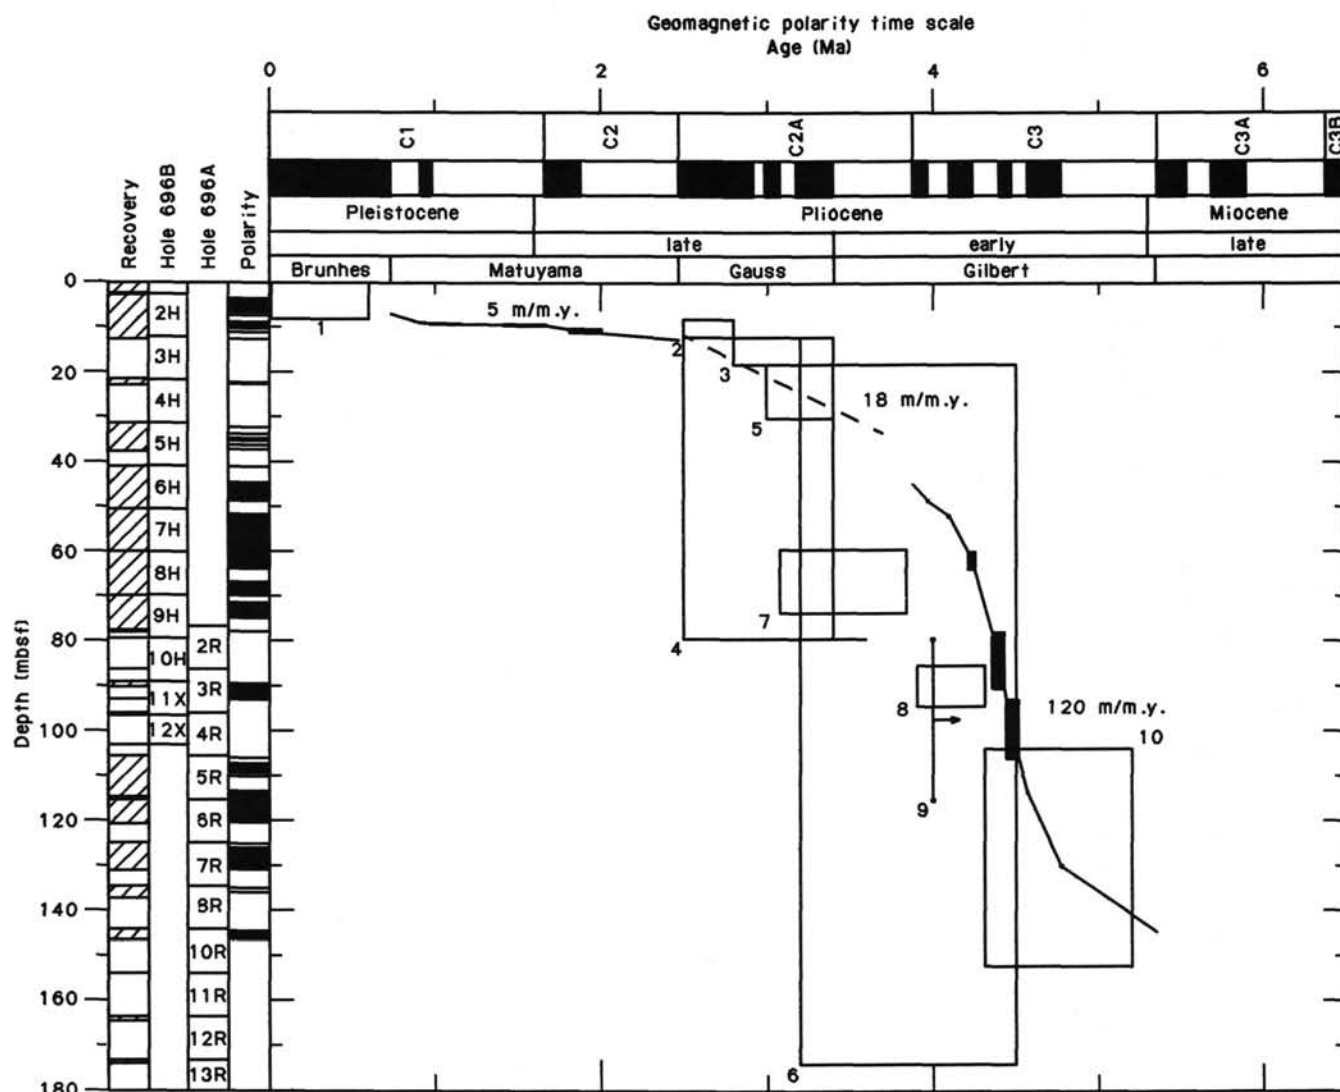 Geomagnetic polarity time scale
Age (Ma)
0 2 4 6
C1 C2 C2A C3 C3A C3B
Recovery Hole 696B Hole 696A Polarity
Pleistocene Pliocene Miocene
late early late
Brunhes Matuyama Gauss Gilbert
Depth (mbsf)
0
20
40
60
80
100
120
140
160
180
2H
3H
4H
5H
6H
7H
8H
9H
10H
11X
12X
2R
3R
4R
5R
6R
7R
8R
10R
11R
12R
13R
1
5 m/m.y.
2
3
18 m/m.y.
5
7
4
8
120 m/m.y.
10
9
6